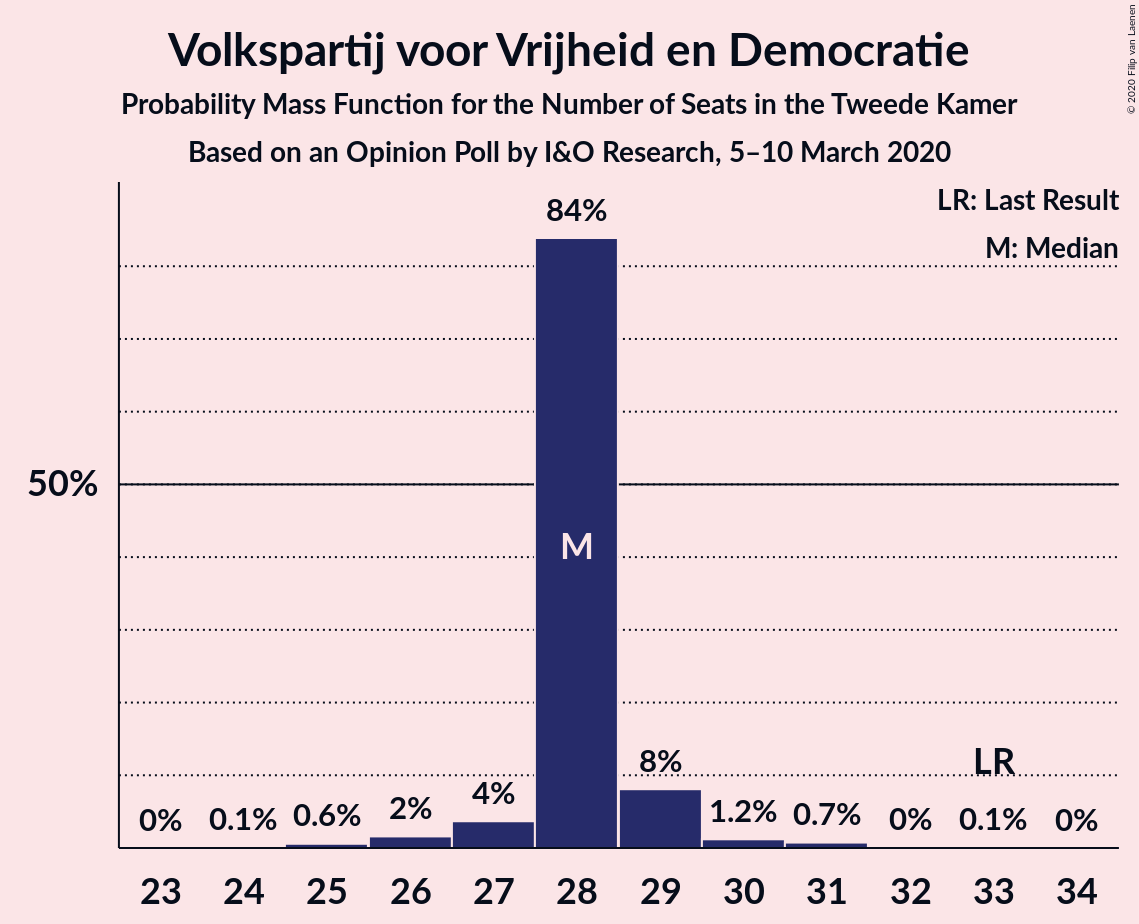 Volkspartij voor Vrijheid en Democratie
Probability Mass Function for the Number of Seats in the Tweede Kamer
Based on an Opinion Poll by I&O Research, 5–10 March 2020
© 2020 Filip van Laenen
LR: Last Result
M: Median
84%
50%
M
8%
LR
0% 0.1% 0.6% 2% 4% 1.2% 0.7% 0% 0.1% 0%
23 24 25 26 27 28 29 30 31 32 33 34